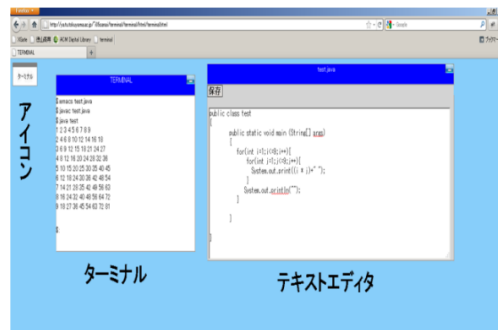 TERMINAL
ターミナル
アイコン
TERMINAL
$ emacs test.java
$ javac test.java
$ java test
1 2 3 4 5 6 7 8 9
2 4 6 8 10 12 14 16 18
3 6 9 12 15 18 21 24 27
4 8 12 16 20 24 28 32 36
5 10 15 20 25 30 35 40 45
6 12 18 24 30 36 42 48 54
7 14 21 28 35 42 49 56 63
8 16 24 32 40 48 56 64 72
9 18 27 36 45 54 63 72 81
$
ターミナル
test.java
保存
public class test
{
public static void main (String[] args)
{
for(int i=1;i<=9;i++){
for(int j=1;j<=9;j++){
System.out.print((i * j)+" ");
}
System.out.println("");
}
}
}
テキストエディタ